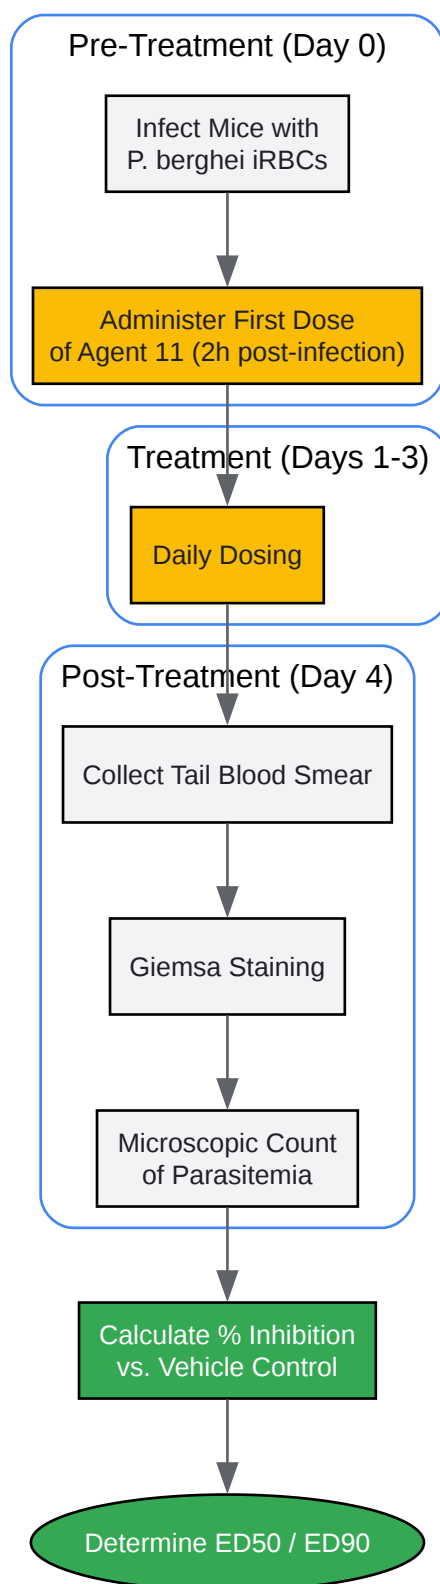 Pre-Treatment (Day 0)
Infect Mice with
P. berghei iRBCs
Administer First Dose
of Agent 11 (2h post-infection)
Treatment (Days 1-3)
Daily Dosing
Post-Treatment (Day 4)
Collect Tail Blood Smear
Giemsa Staining
Microscopic Count
of Parasitemia
Calculate % Inhibition
vs. Vehicle Control
Determine ED50 / ED90